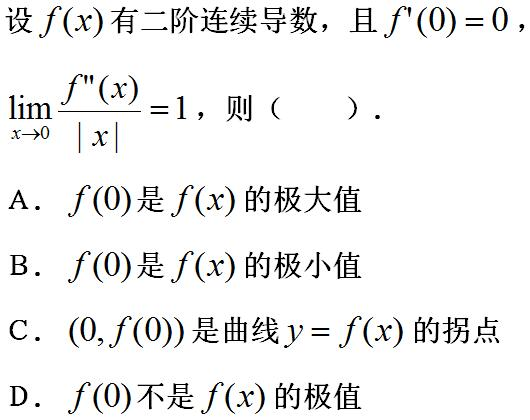 设 f(x) 有二阶连续导数，且 f'(0) = 0，
lim_{x→0} f''(x)/|x| = 1，则（　　）．
A． f(0)是 f(x) 的极大值
B． f(0)是 f(x) 的极小值
C． (0, f(0)) 是曲线 y = f(x) 的拐点
D． f(0)不是 f(x) 的极值